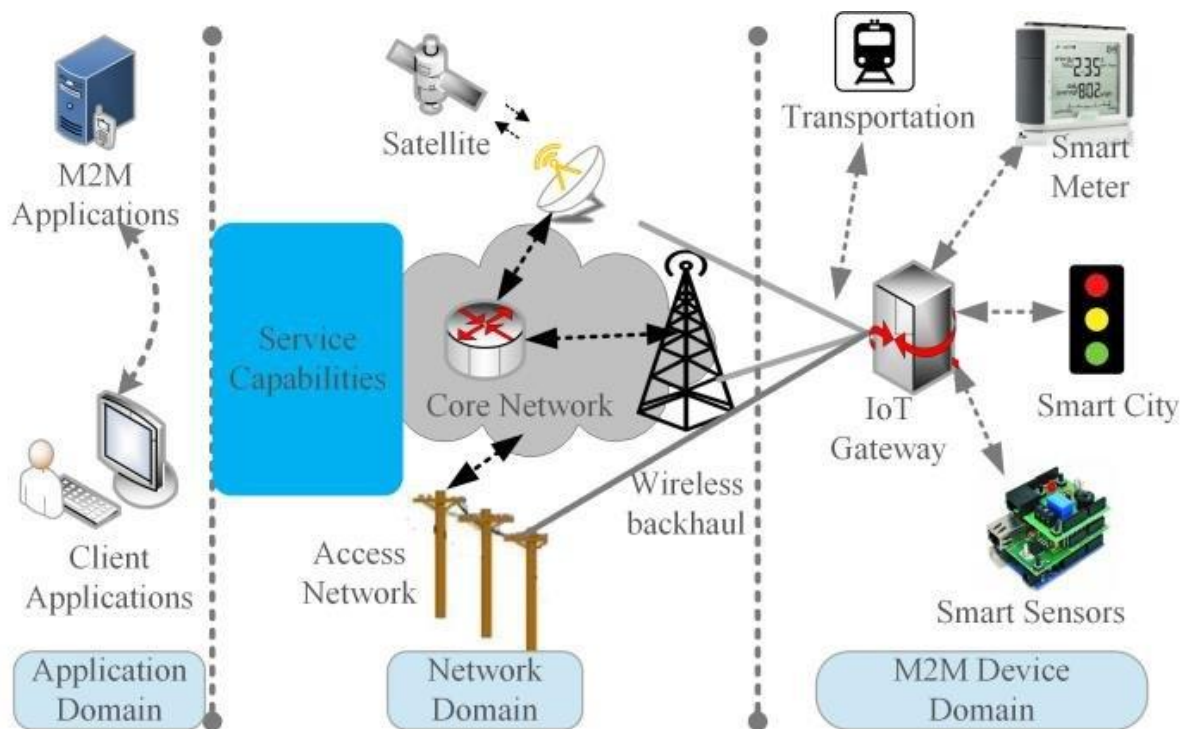 M2M
Applications
Client
Applications
Application
Domain
Satellite
Service
Capabilities
Core Network
Access
Network
Wireless
backhaul
Network
Domain
Transportation
Smart
Meter
IoT
Gateway
Smart City
Smart Sensors
M2M Device
Domain